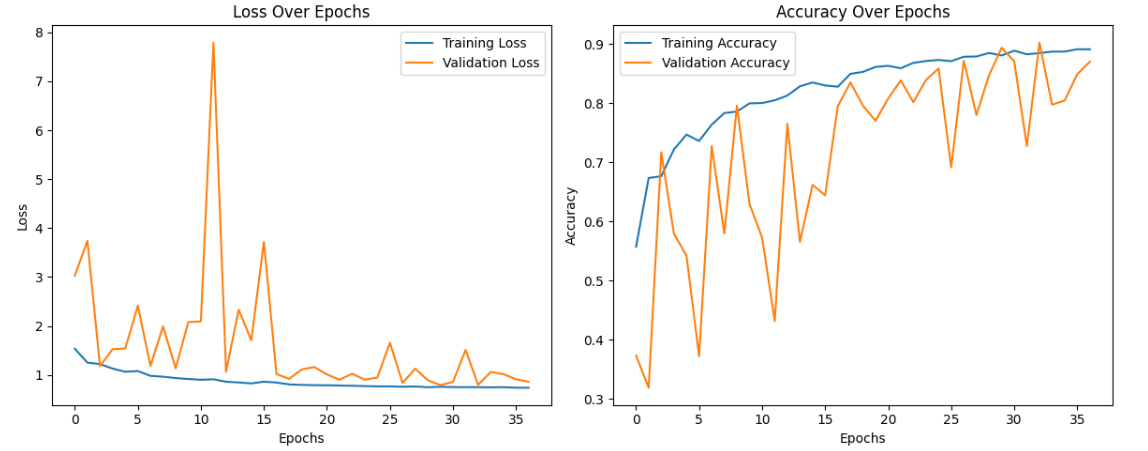 Loss Over Epochs
8
7
6
5
4
3
2
1
Loss
Training Loss
Validation Loss
0 5 10 15 20 25 30 35
Epochs
Accuracy Over Epochs
0.9
0.8
0.7
0.6
0.5
0.4
0.3
Accuracy
Training Accuracy
Validation Accuracy
0 5 10 15 20 25 30 35
Epochs